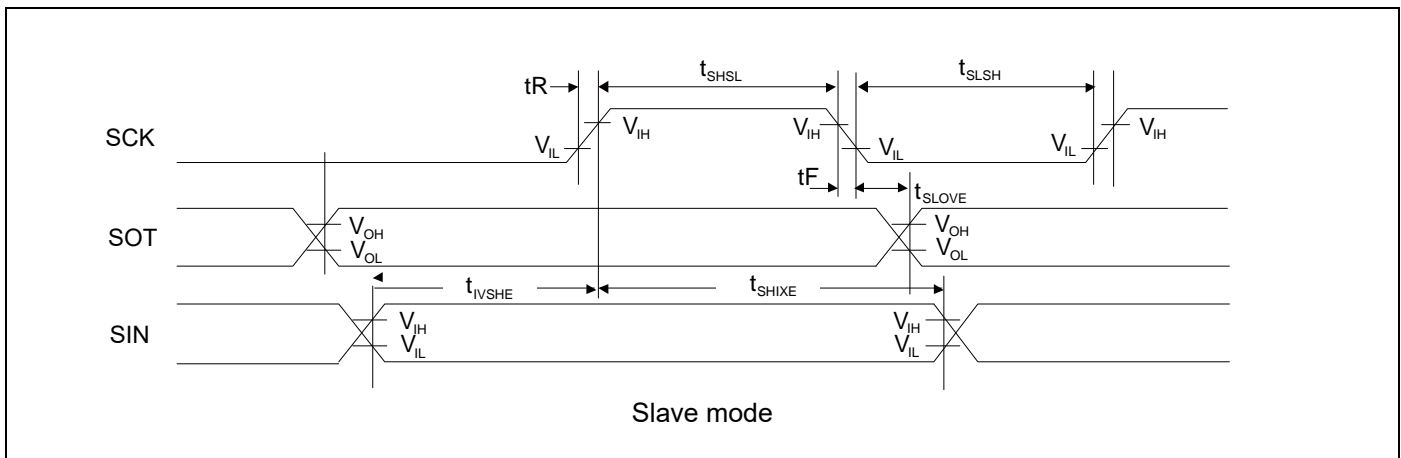 tR
tSHSL
tSLSH
SCK
VIH
VIH
VIH
VIL
VIL
VIL
tF
tSLOVE
SOT
VOH
VOL
VOH
VOL
tIVSHE
tSHIXE
SIN
VIH
VIL
VIH
VIL
Slave mode